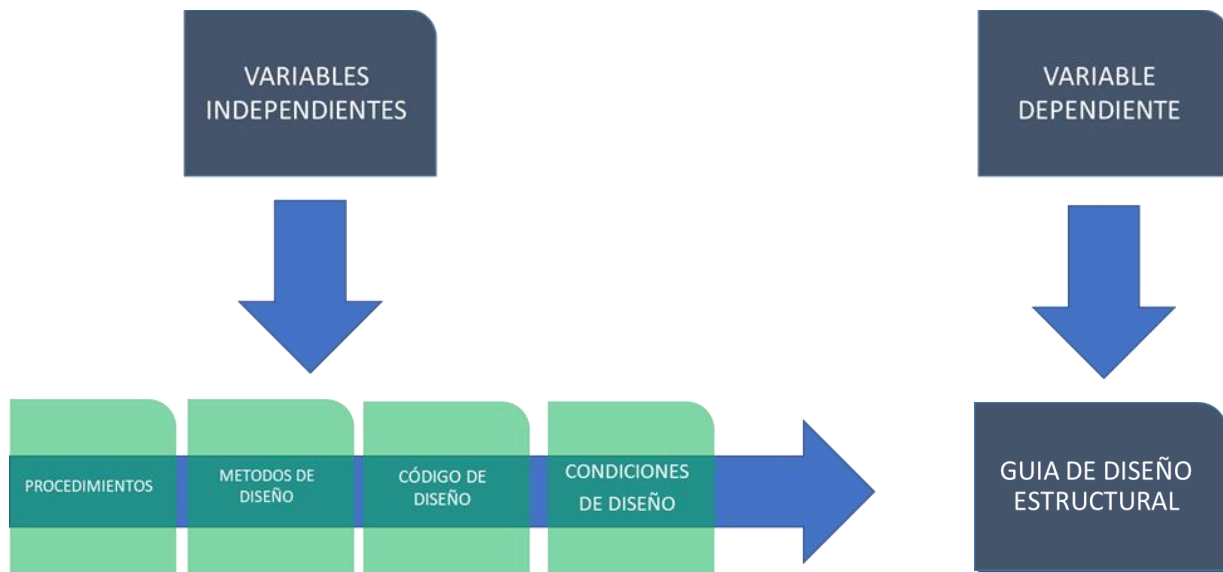 VARIABLES
INDEPENDIENTES
VARIABLE
DEPENDIENTE
PROCEDIMIENTOS
METODOS DE
DISEÑO
CÓDIGO DE
DISEÑO
CONDICIONES
DE DISEÑO
GUIA DE DISEÑO
ESTRUCTURAL